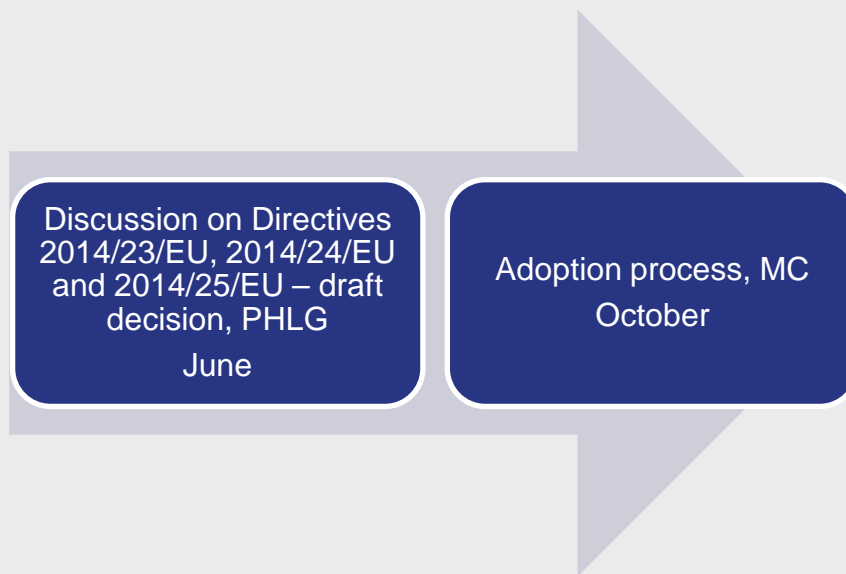 Discussion on Directives
2014/23/EU, 2014/24/EU
and 2014/25/EU – draft
decision, PHLG
June
Adoption process, MC
October